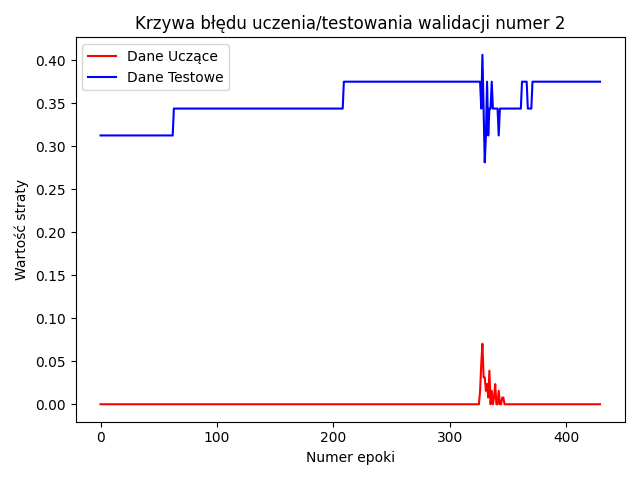 Krzywa błędu uczenia/testowania walidacji numer 2
Dane Uczące
Dane Testowe
Wartość straty
0.40
0.35
0.30
0.25
0.20
0.15
0.10
0.05
0.00
0
100
200
300
400
Numer epoki